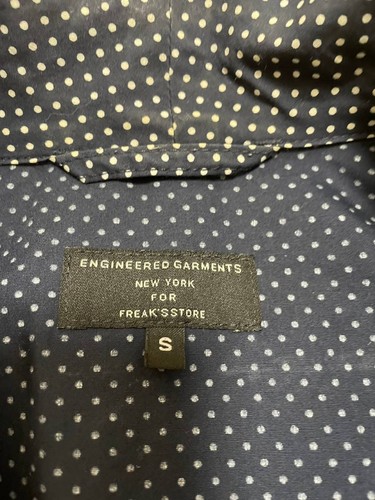 ENGINEERED GARMENTS
NEW YORK
FOR
FREAK'S STORE
S